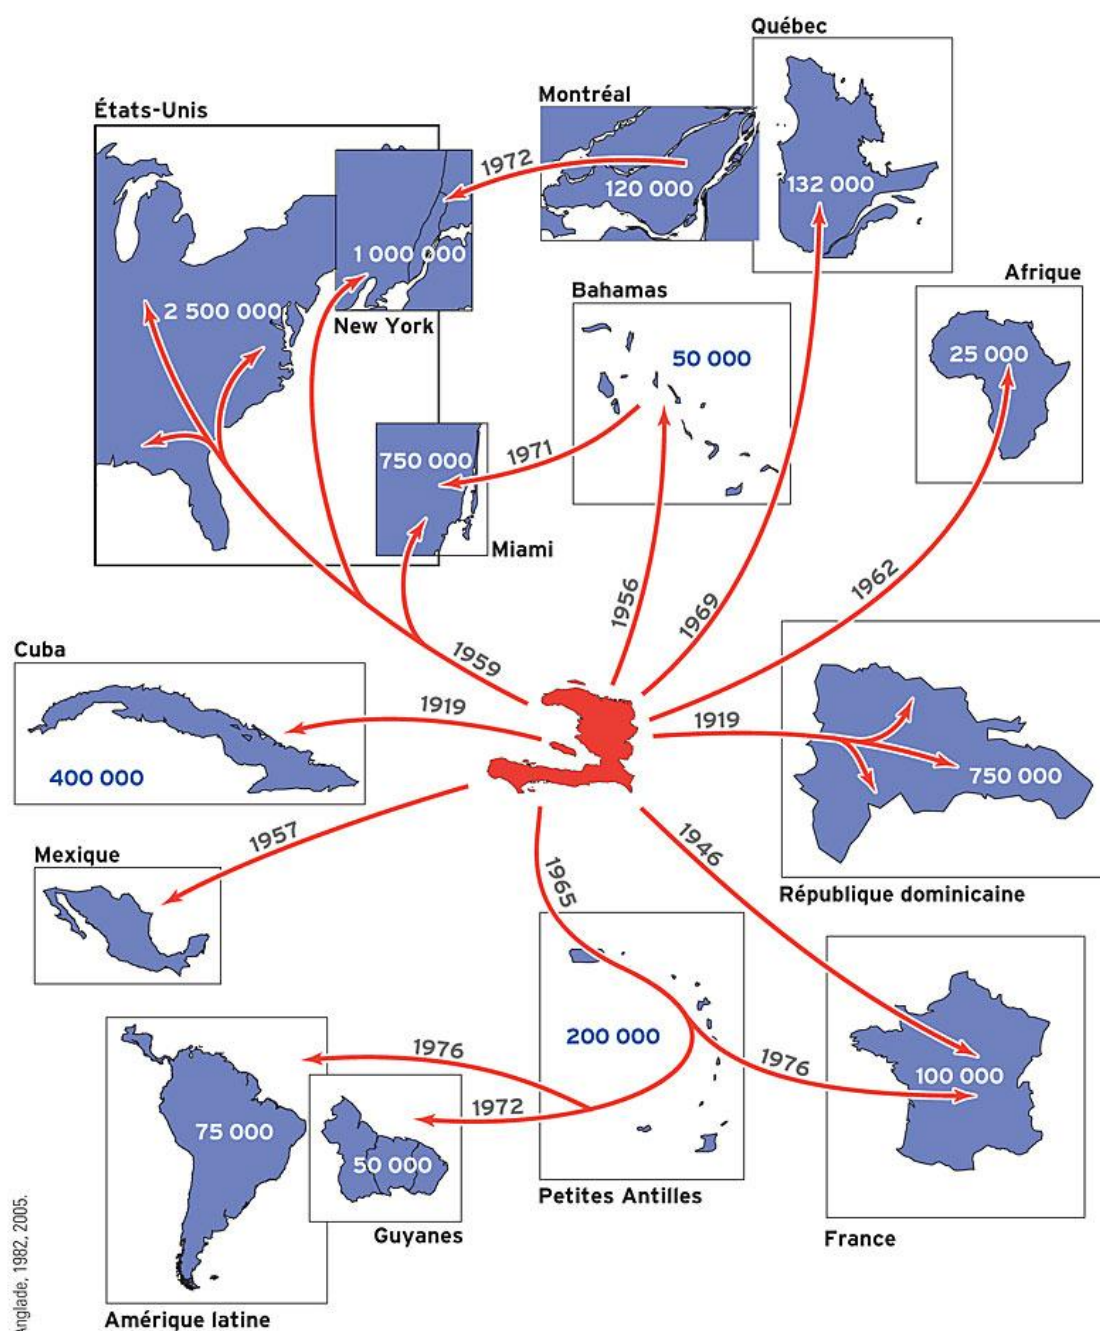 Québec
Montréal
États-Unis
1972
120 000
132 000
1 000 000
Afrique
Bahamas
2 500 000
New York
50 000
25 000
750 000
1971
Miami
1956
1969
1962
1959
Cuba
1919
1919
400 000
750 000
1957
1946
Mexique
1965
République dominicaine
200 000
1976
1976
100 000
1972
75 000
50 000
Petites Antilles
Guyanes
France
Amérique latine
Anglade, 1982, 2005.